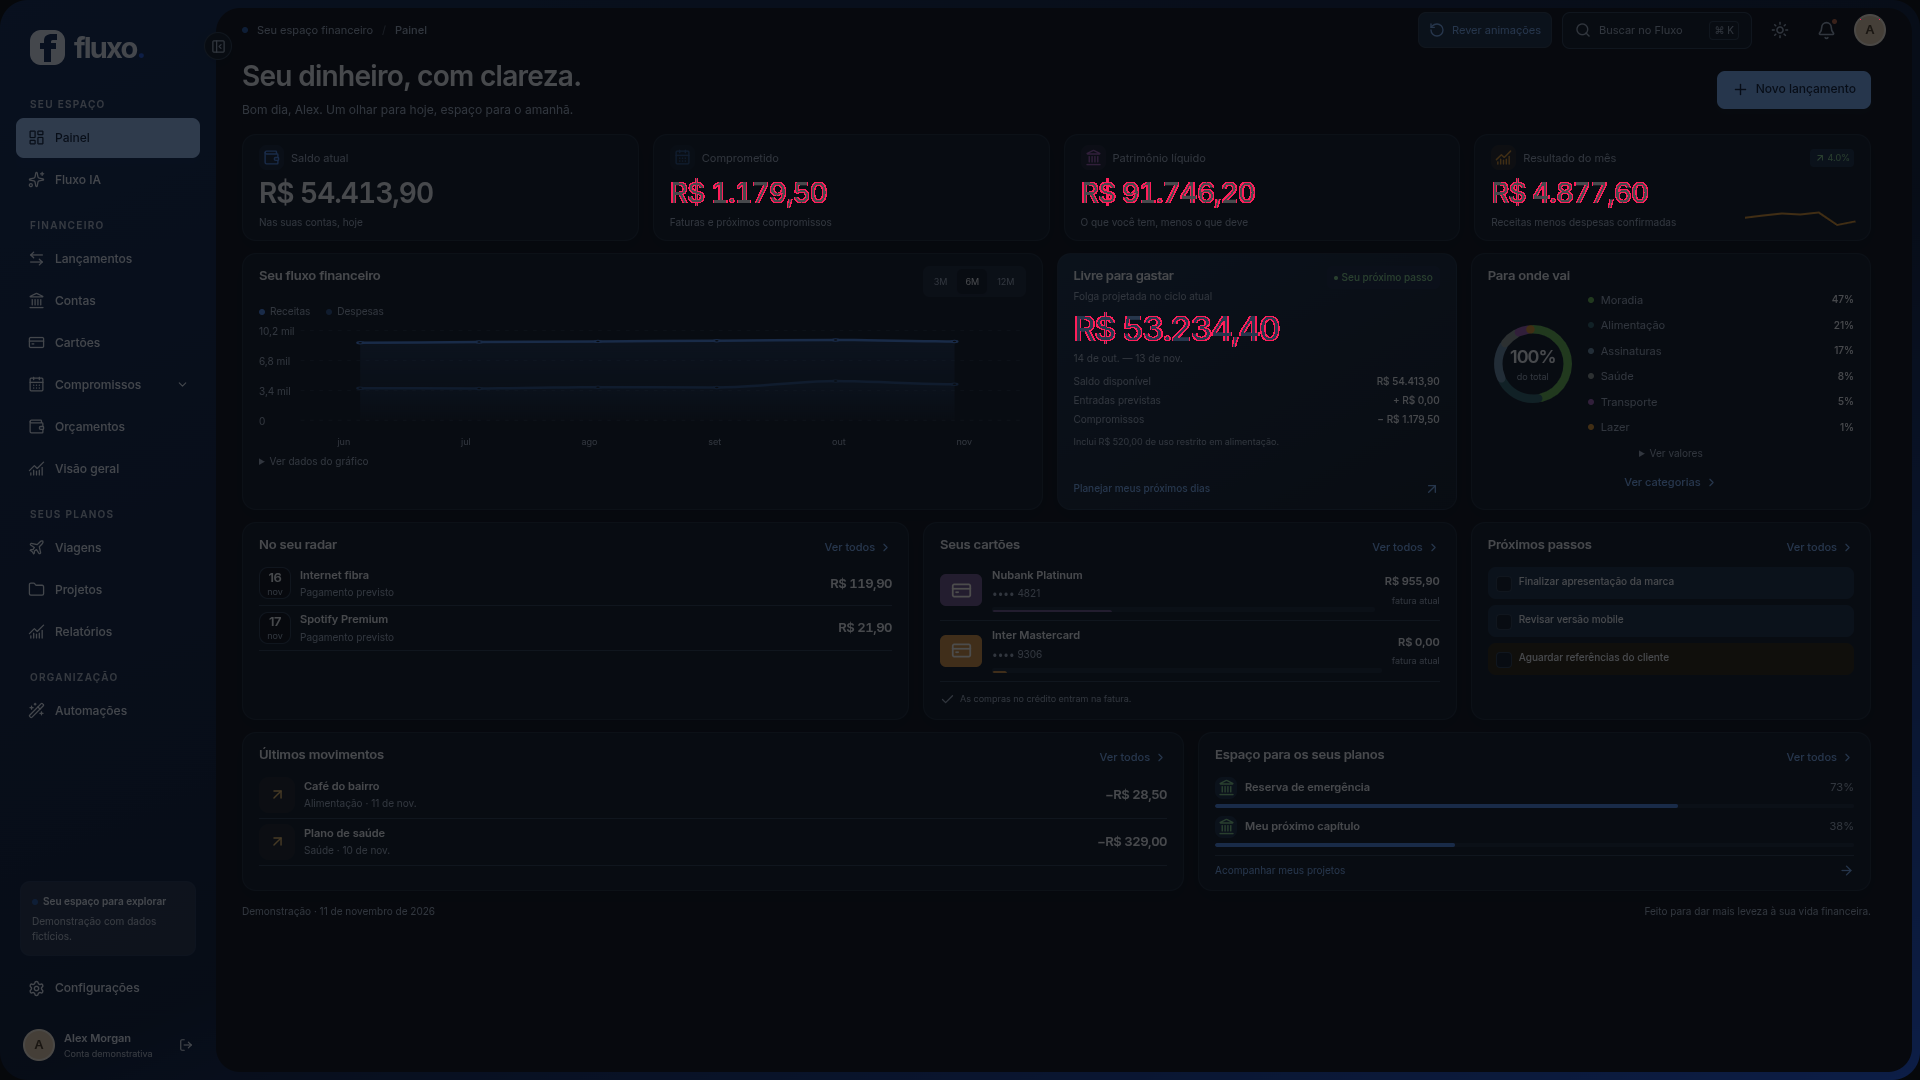 fluxo.
SEU ESPAÇO
Painel
Fluxo IA
FINANCEIRO
Lançamentos
Contas
Cartões
Compromissos
Orçamentos
Visão geral
SEUS PLANOS
Viagens
Projetos
Relatórios
ORGANIZAÇÃO
Automações
Seu espaço para explorar
Demonstração com dados
fictícios.
Configurações
A
Alex Morgan
Conta demonstrativa
Seu espaço financeiro / Painel
Rever animações
Buscar no Fluxo
⌘ K
A
Seu dinheiro, com clareza.
Bom dia, Alex. Um olhar para hoje, espaço para o amanhã.
Novo lançamento
Saldo atual
R$ 54.413,90
Nas suas contas, hoje
Comprometido
R$ 1.179,50
Faturas e próximos compromissos
Patrimônio líquido
R$ 91.746,20
O que você tem, menos o que deve
Resultado do mês
4.0%
R$ 4.877,60
Receitas menos despesas confirmadas
Seu fluxo financeiro
3M 6M 12M
Receitas Despesas
10,2 mil
6,8 mil
3,4 mil
0
jun jul ago set out nov
Ver dados do gráfico
Livre para gastar
Seu próximo passo
Folga projetada no ciclo atual
R$ 53.234,40
14 de out. — 13 de nov.
Saldo disponível R$ 54.413,90
Entradas previstas + R$ 0,00
Compromissos − R$ 1.179,50
Inclui R$ 520,00 de uso restrito em alimentação.
Planejar meus próximos dias
Para onde vai
100%
do total
Moradia 47%
Alimentação 21%
Assinaturas 17%
Saúde 8%
Transporte 5%
Lazer 1%
Ver valores
Ver categorias
No seu radar
Ver todos
16
nov
Internet fibra
Pagamento previsto
R$ 119,90
17
nov
Spotify Premium
Pagamento previsto
R$ 21,90
Seus cartões
Ver todos
Nubank Platinum
•••• 4821
R$ 955,90
fatura atual
Inter Mastercard
•••• 9306
R$ 0,00
fatura atual
As compras no crédito entram na fatura.
Próximos passos
Ver todos
Finalizar apresentação da marca
Revisar versão mobile
Aguardar referências do cliente
Últimos movimentos
Ver todos
Café do bairro
Alimentação · 11 de nov.
−R$ 28,50
Plano de saúde
Saúde · 10 de nov.
−R$ 329,00
Espaço para os seus planos
Ver todos
Reserva de emergência 73%
Meu próximo capítulo 38%
Acompanhar meus projetos
Demonstração · 11 de novembro de 2026
Feito para dar mais leveza à sua vida financeira.